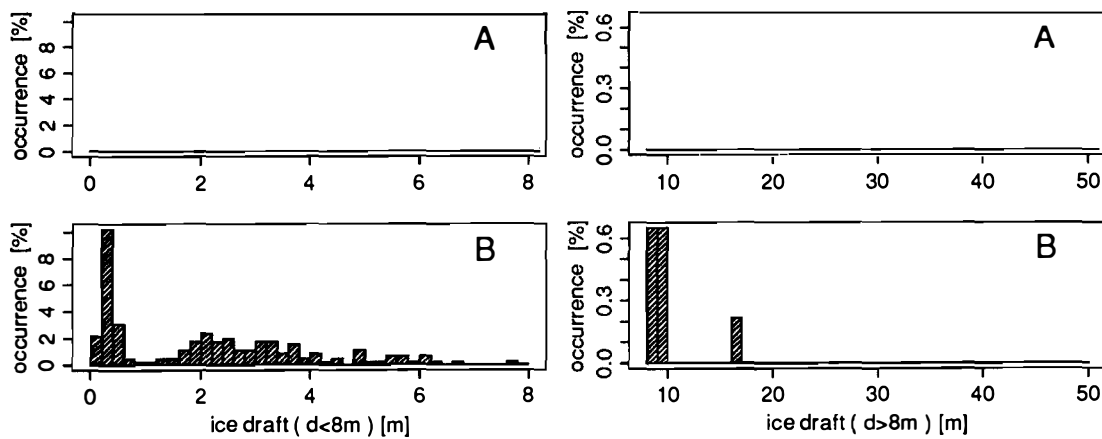 occurrence [%]
0 2 4 6 8
A
0 2 4 6 8
occurrence [%]
0.0 0.3 0.6
A
10 20 30 40 50
occurrence [%]
0 2 4 6 8
B
0 2 4 6 8
ice draft ( d<8m ) [m]
occurrence [%]
0.0 0.3 0.6
B
10 20 30 40 50
ice draft ( d>8m ) [m]